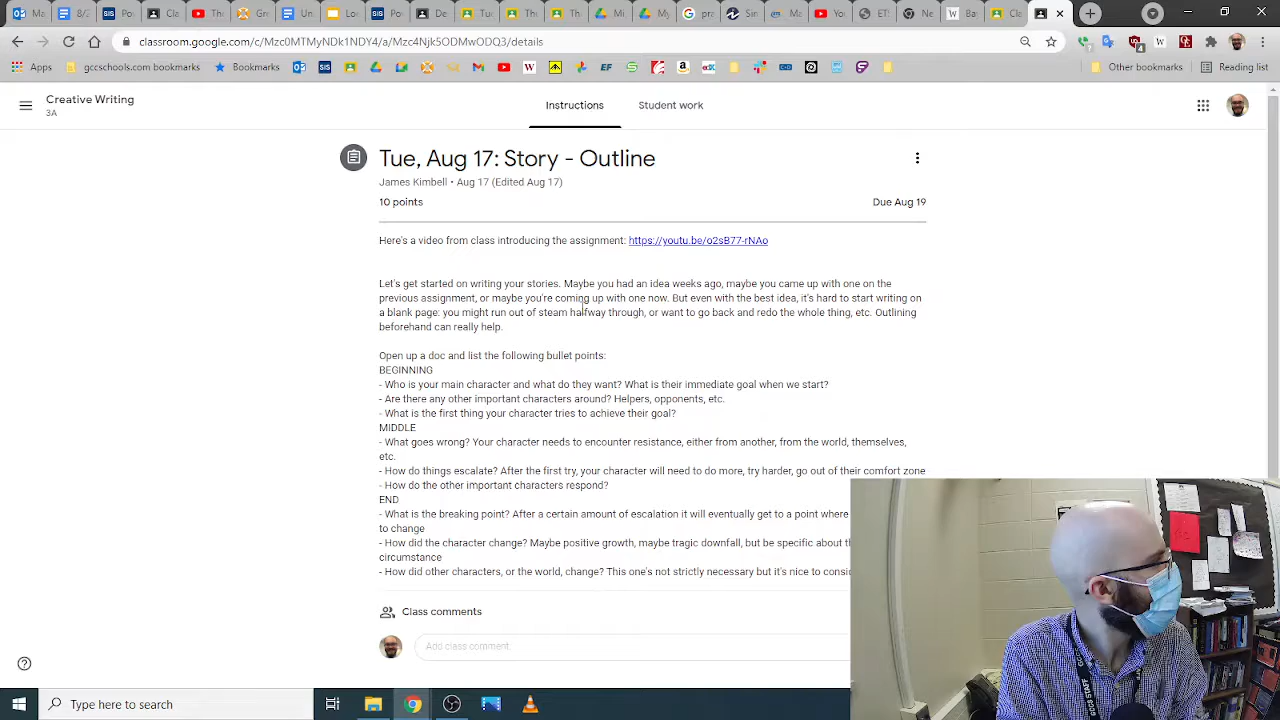 classroom.google.com/c/Mzc0MTMyNDk1NDY4/a/Mzc4Njk5ODMwODQ3/details
Apps
gccschools.com bookmarks
Bookmarks
Other bookmarks
Reading list
Creative Writing
3A
Instructions
Student work
Tue, Aug 17: Story - Outline
James Kimbell • Aug 17 (Edited Aug 17)
10 points
Due Aug 19
Here's a video from class introducing the assignment: https://youtu.be/o2sB77-rNAo
Let's get started on writing your stories. Maybe you had an idea weeks ago, maybe you came up with one on the
previous assignment, or maybe you're coming up with one now. But even with the best idea, it's hard to start writing on
a blank page: you might run out of steam halfway through, or want to go back and redo the whole thing, etc. Outlining
beforehand can really help.
Open up a doc and list the following bullet points:
BEGINNING
- Who is your main character and what do they want? What is their immediate goal when we start?
- Are there any other important characters around? Helpers, opponents, etc.
- What is the first thing your character tries to achieve their goal?
MIDDLE
- What goes wrong? Your character needs to encounter resistance, either from another, from the world, themselves,
etc.
- How do things escalate? After the first try, your character will need to do more, try harder, go out of their comfort zone
- How do the other important characters respond?
END
- What is the breaking point? After a certain amount of escalation it will eventually get to a point where
to change
- How did the character change? Maybe positive growth, maybe tragic downfall, but be specific about
circumstance
- How did other characters, or the world, change? This one's not strictly necessary but it's nice to
Class comments
Add class comment
Type here to search